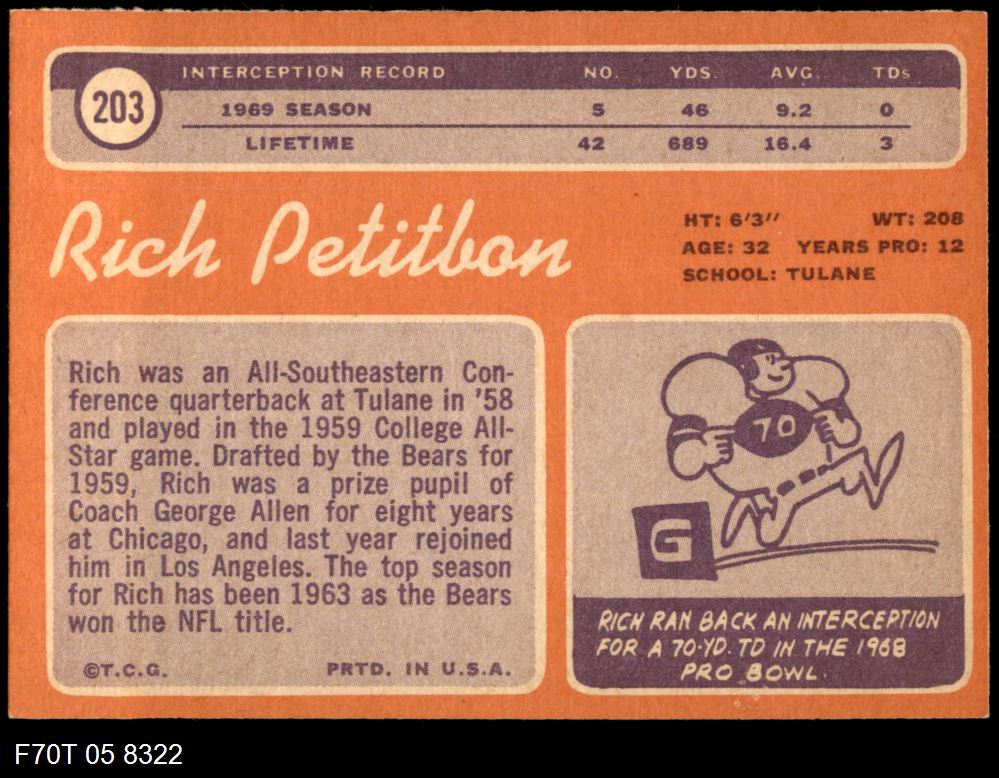 203
INTERCEPTION RECORD NO. YDS. AVG. TDs
1969 SEASON 5 46 9.2 0
LIFETIME 42 689 16.4 3
Rich Petitbon
HT: 6'3" WT: 208
AGE: 32 YEARS PRO: 12
SCHOOL: TULANE
Rich was an All-Southeastern Con-
ference quarterback at Tulane in '58
and played in the 1959 College All-
Star game. Drafted by the Bears for
1959, Rich was a prize pupil of
Coach George Allen for eight years
at Chicago, and last year rejoined
him in Los Angeles. The top season
for Rich has been 1963 as the Bears
won the NFL title.
©T.C.G. PRTD. IN U.S.A.
70
G
RICH RAN BACK AN INTERCEPTION
FOR A 70-YD. TD IN THE 1968
PRO BOWL.
F70T 05 8322